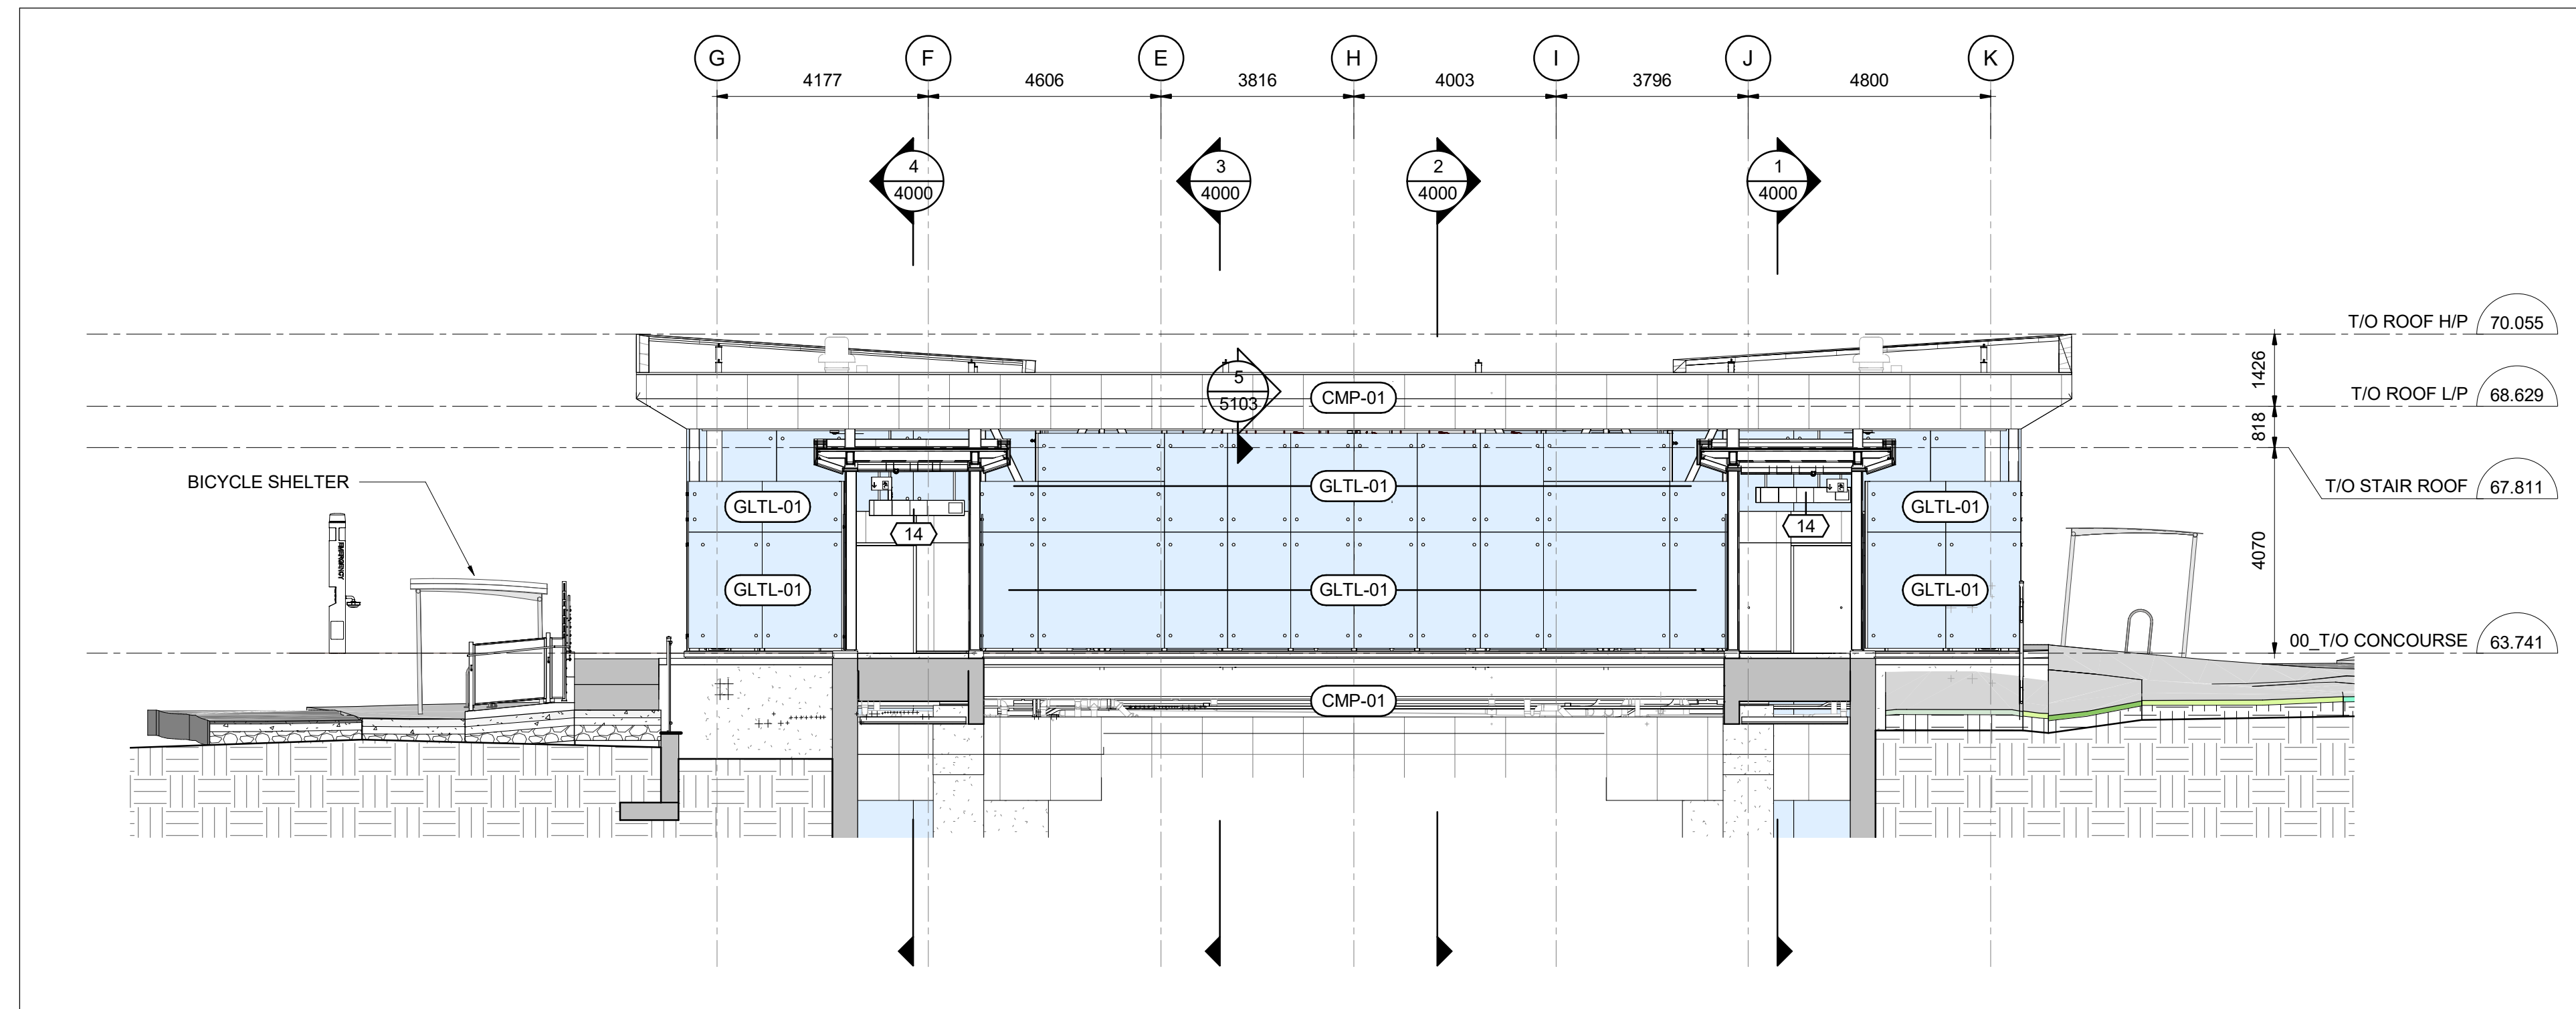 G
F
E
H
I
J
K
4177
4606
3816
4003
3796
4800
4
4000
3
4000
2
4000
1
4000
T/O ROOF H/P 70.055
1426
5
5103
CMP-01
T/O ROOF L/P 68.629
818
BICYCLE SHELTER
GLTL-01
GLTL-01
GLTL-01
T/O STAIR ROOF 67.811
14
14
4070
EMERGENCY
GLTL-01
GLTL-01
GLTL-01
00_T/O CONCOURSE 63.741
CMP-01